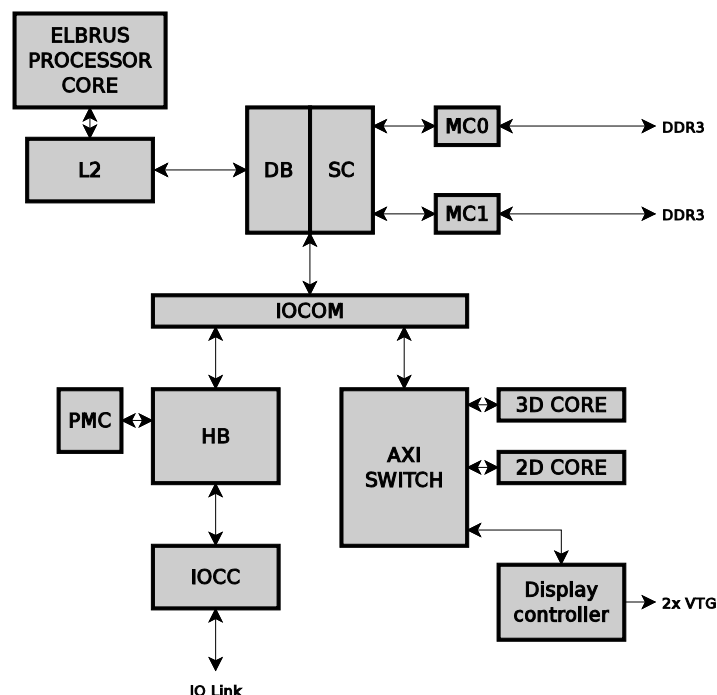 ELBRUS
PROCESSOR
CORE
L2
DB
SC
MC0
DDR3
MC1
DDR3
IOCOM
PMC
HB
AXI
SWITCH
3D CORE
2D CORE
IOCC
Display
controller
2x VTG
IO Link